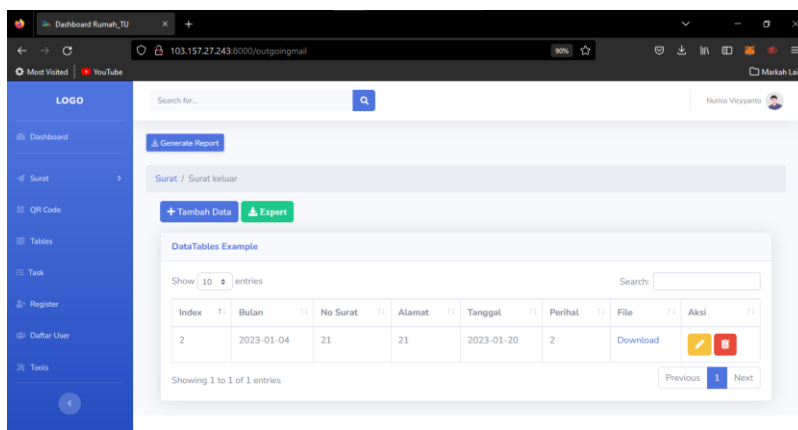 Dashboard Rumah_TU
103.157.27.243:8000/outgoingmail
90%
Most Visited
YouTube
LOGO
Search for...
Nurico Vicyyanto
Dashboard
Generate Report
Surat
Surat / Surat keluar
QR Code
Tambah Data
Export
Tables
DataTables Example
Task
Show 10 entries
Search:
Register
Index Bulan No Surat Alamat Tanggal Perihal File Aksi
Daftar User
2 2023-01-04 21 21 2023-01-20 2 Download
Tools
Showing 1 to 1 of 1 entries
Previous 1 Next